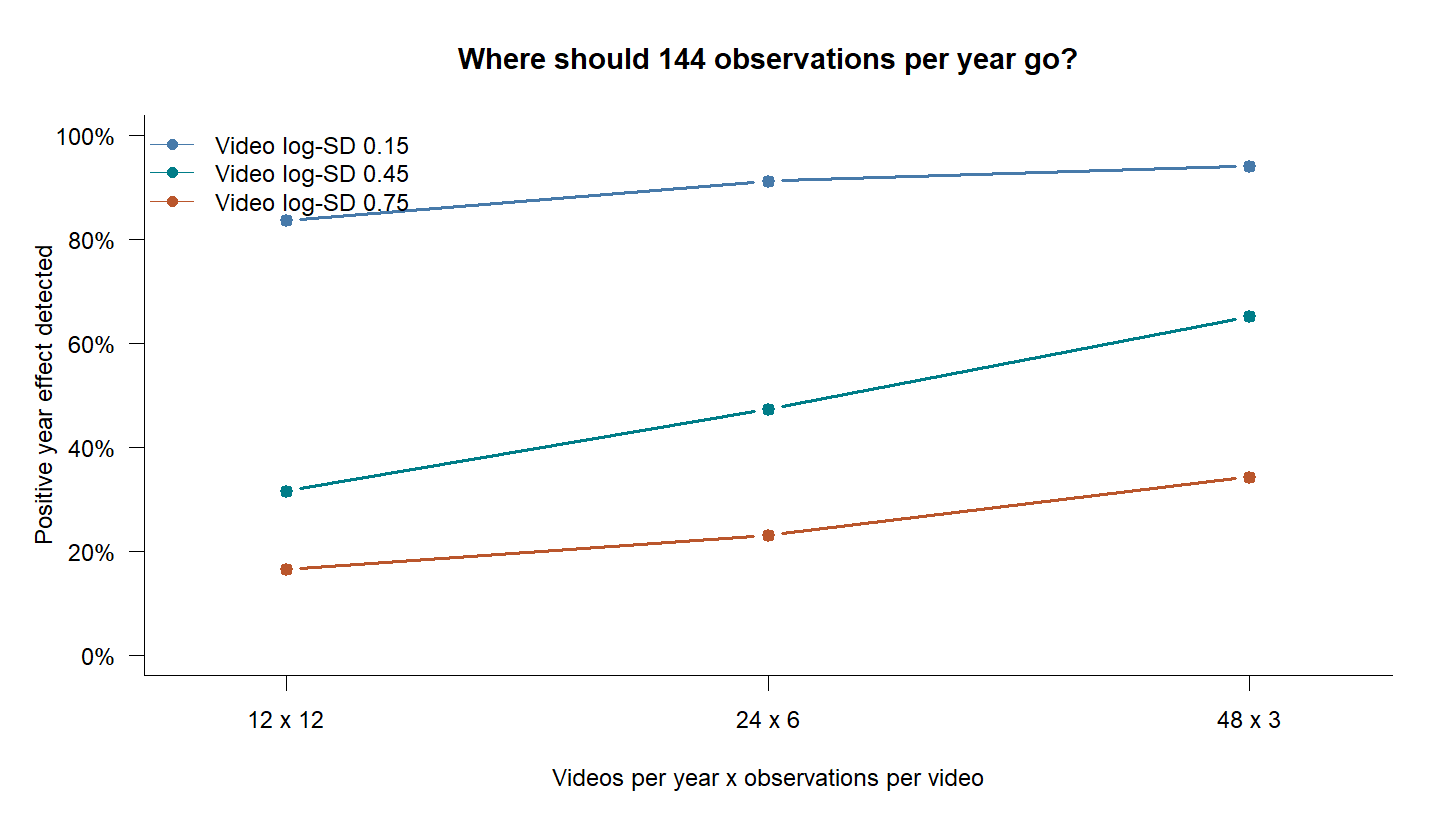 Where should 144 observations per year go?
100%
80%
60%
40%
20%
0%
Positive year effect detected
Video log-SD 0.15
Video log-SD 0.45
Video log-SD 0.75
12 x 12
24 x 6
48 x 3
Videos per year x observations per video